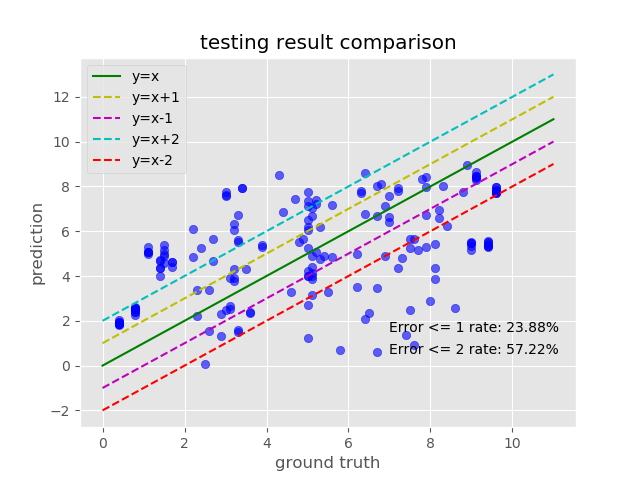 testing result comparison
y=x
y=x+1
y=x-1
y=x+2
y=x-2
12
10
8
6
4
2
0
−2
prediction
Error <= 1 rate: 23.88%
Error <= 2 rate: 57.22%
0
2
4
6
8
10
ground truth